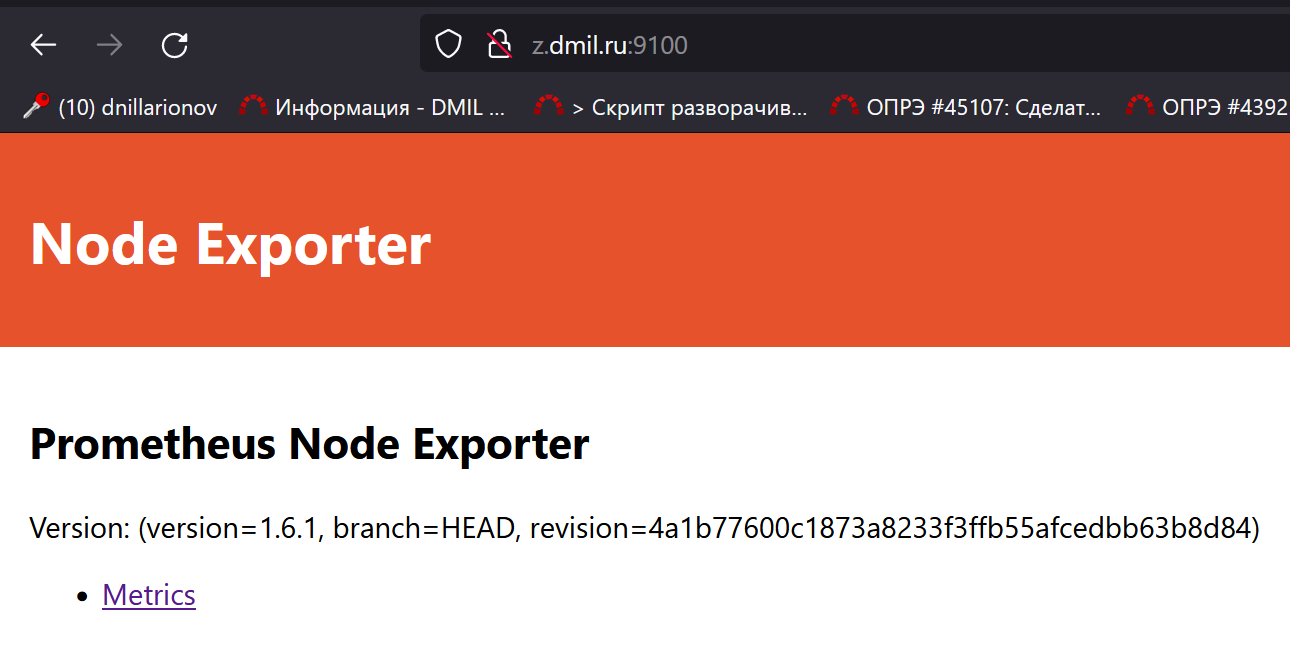 z.dmil.ru:9100
(10) dnillarionov Информация - DMIL ... > Скрипт разворачив... ОПРЭ #45107: Сделат... ОПРЭ #4392
Node Exporter
Prometheus Node Exporter
Version: (version=1.6.1, branch=HEAD, revision=4a1b77600c1873a8233f3ffb55afcedbb63b8d84)
• Metrics